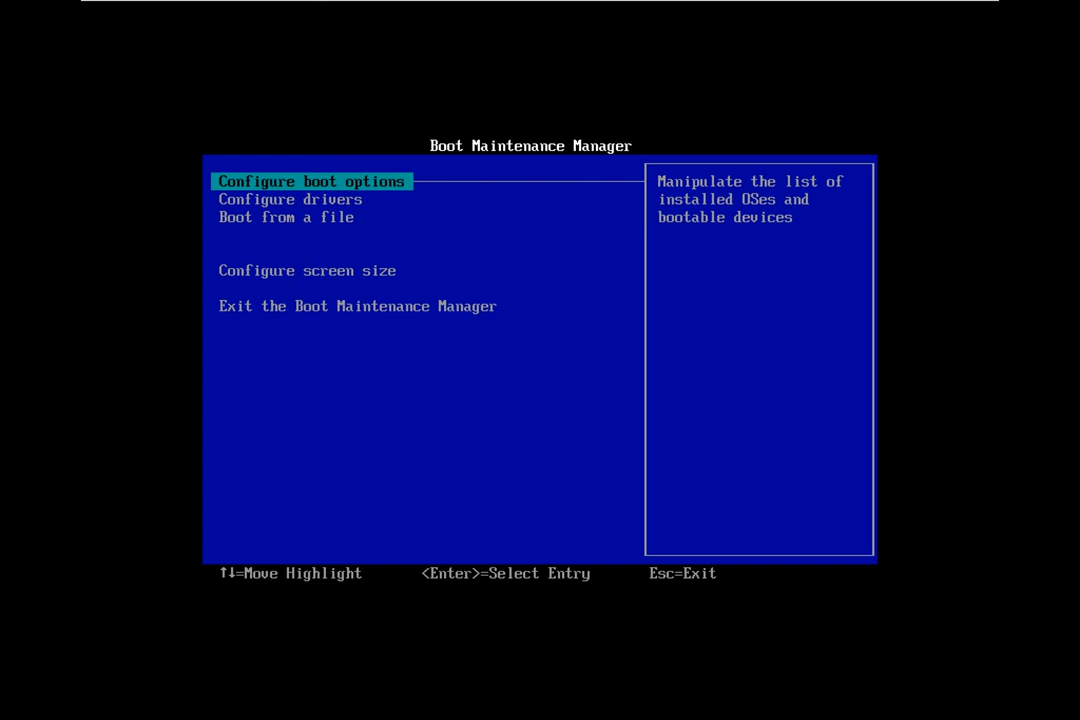 Boot Maintenance Manager
Configure boot options
Configure drivers
Boot from a file
Configure screen size
Exit the Boot Maintenance Manager
Manipulate the list of
installed OSes and
bootable devices
↑↓=Move Highlight <Enter>=Select Entry Esc=Exit